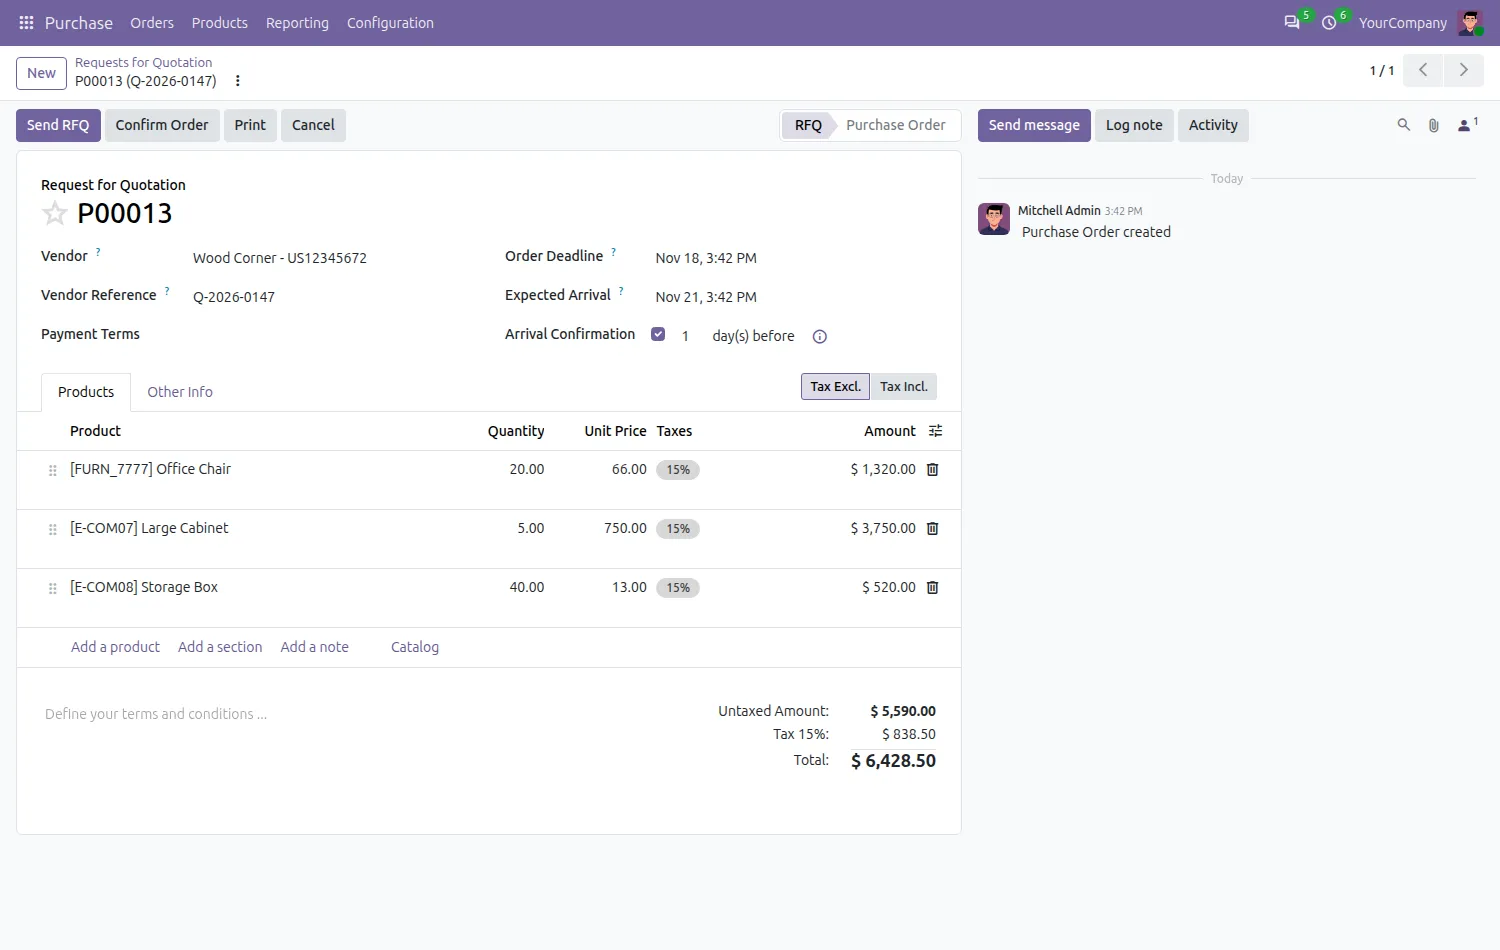 Purchase Orders Products Reporting Configuration 5 6 YourCompany
New Requests for Quotation
P00013 (Q-2026-0147) 1 / 1
Send RFQ Confirm Order Print Cancel RFQ Purchase Order Send message Log note Activity 1
Today
Request for Quotation
P00013
Mitchell Admin 3:42 PM
Purchase Order created
Vendor ? Wood Corner - US12345672 Order Deadline ? Nov 18, 3:42 PM
Vendor Reference ? Q-2026-0147 Expected Arrival ? Nov 21, 3:42 PM
Payment Terms Arrival Confirmation 1 day(s) before
Products Other Info Tax Excl. Tax Incl.
Product Quantity Unit Price Taxes Amount
[FURN_7777] Office Chair 20.00 66.00 15% $ 1,320.00
[E-COM07] Large Cabinet 5.00 750.00 15% $ 3,750.00
[E-COM08] Storage Box 40.00 13.00 15% $ 520.00
Add a product Add a section Add a note Catalog
Define your terms and conditions ... Untaxed Amount: $ 5,590.00
Tax 15%: $ 838.50
Total: $ 6,428.50